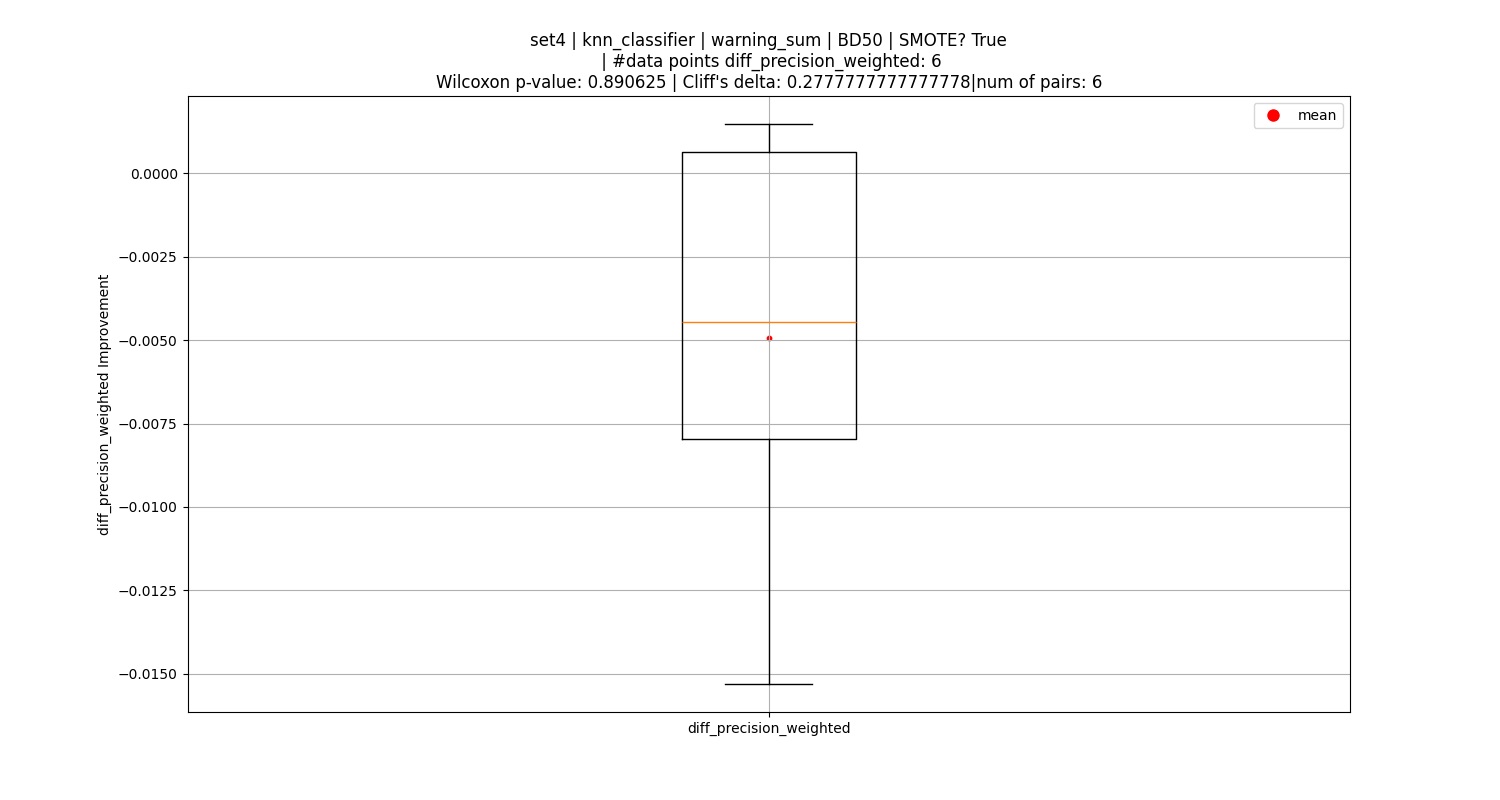 set4 | knn_classifier | warning_sum | BD50 | SMOTE? True
| #data points diff_precision_weighted: 6
Wilcoxon p-value: 0.890625 | Cliff's delta: 0.2777777777777778|num of pairs: 6
mean
0.0000
−0.0025
−0.0050
−0.0075
−0.0100
−0.0125
−0.0150
diff_precision_weighted Improvement
diff_precision_weighted